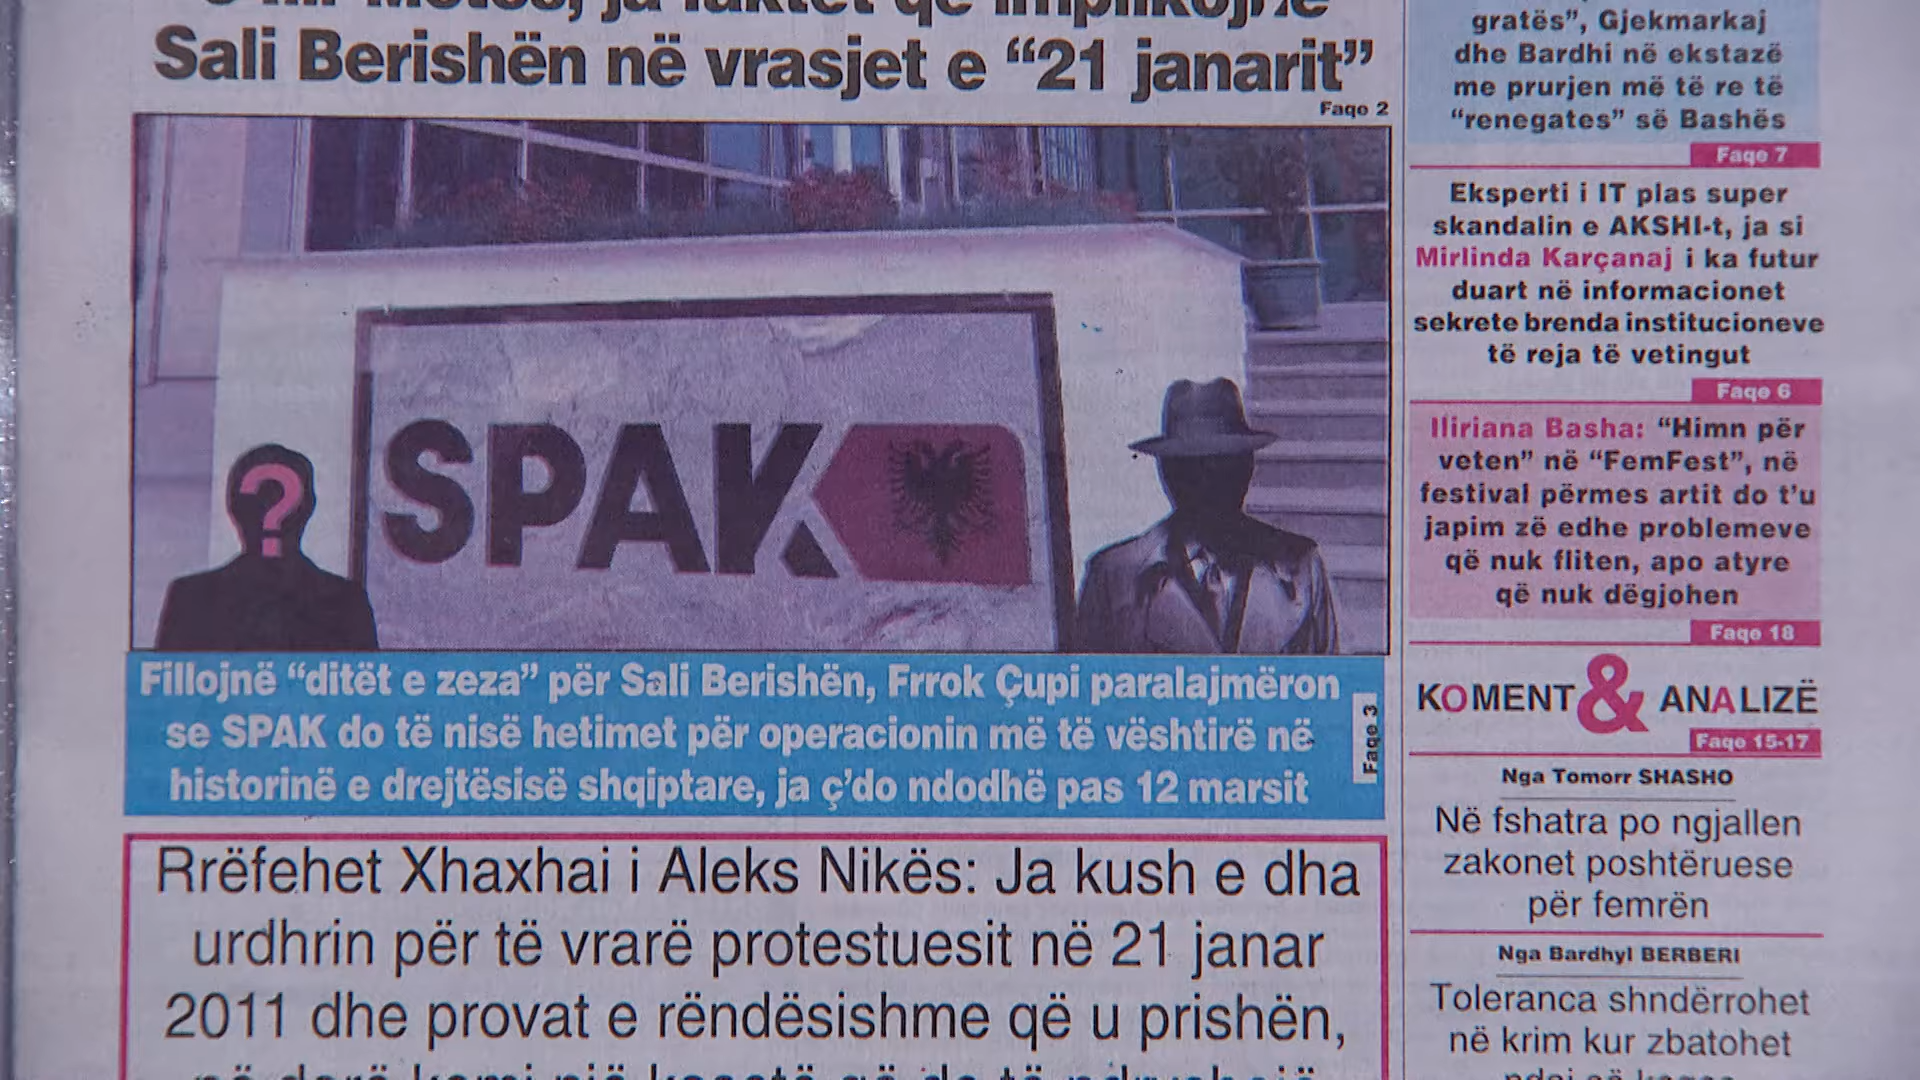 Sali Berishën në vrasjet e “21 janarit”
Faqe 2
SPAK
?
Fillojnë “ditët e zeza” për Sali Berishën, Frrok Çupi paralajmëron
se SPAK do të nisë hetimet për operacionin më të vështirë në
historinë e drejtësisë shqiptare, ja ç’do ndodhë pas 12 marsit
Faqe 3
Rrëfehet Xhaxhai i Aleks Nikës: Ja kush e dha
urdhrin për të vrarë protestuesit në 21 janar
2011 dhe provat e rëndësishme që u prishën,
gratës”, Gjekmarkaj
dhe Bardhi në ekstazë
me prurjen më të re të
“renegates” së Bashës
Faqe 7
Eksperti i IT plas super
skandalin e AKSHI-t, ja si
Mirlinda Karçanaj i ka futur
duart në informacionet
sekrete brenda institucioneve
të reja të vetingut
Faqe 6
Iliriana Basha: “Himn për
veten” në “FemFest”, në
festival përmes artit do t’u
japim zë edhe problemeve
që nuk fliten, apo atyre
që nuk dëgjohen
Faqe 18
KOMENT & ANALIZË
Faqe 15-17
Nga Tomorr SHASHO
Në fshatra po ngjallen
zakonet poshtëruese
për femrën
Nga Bardhyl BERBERI
Toleranca shndërrohet
në krim kur zbatohet